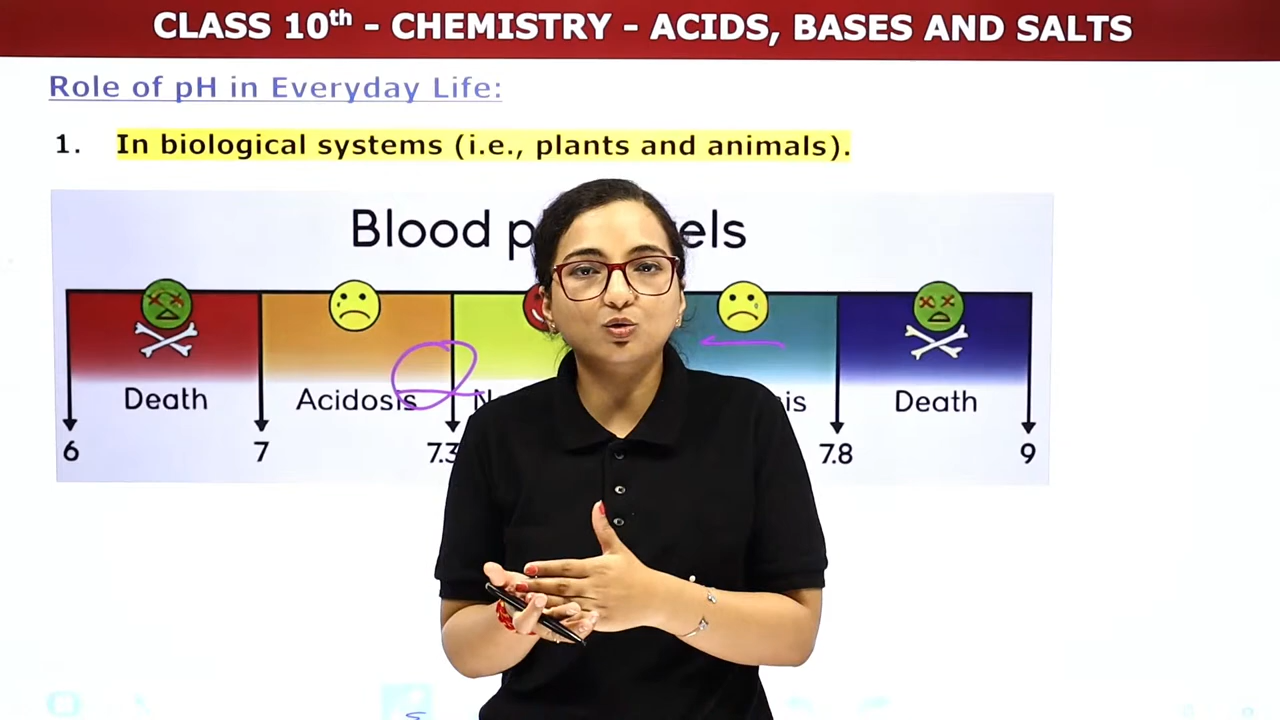 CLASS 10th - CHEMISTRY - ACIDS, BASES AND SALTS
Role of pH in Everyday Life:
1. In biological systems (i.e., plants and animals).
Blood
Death Acidosis Death
6 7 7.3 7.8 9